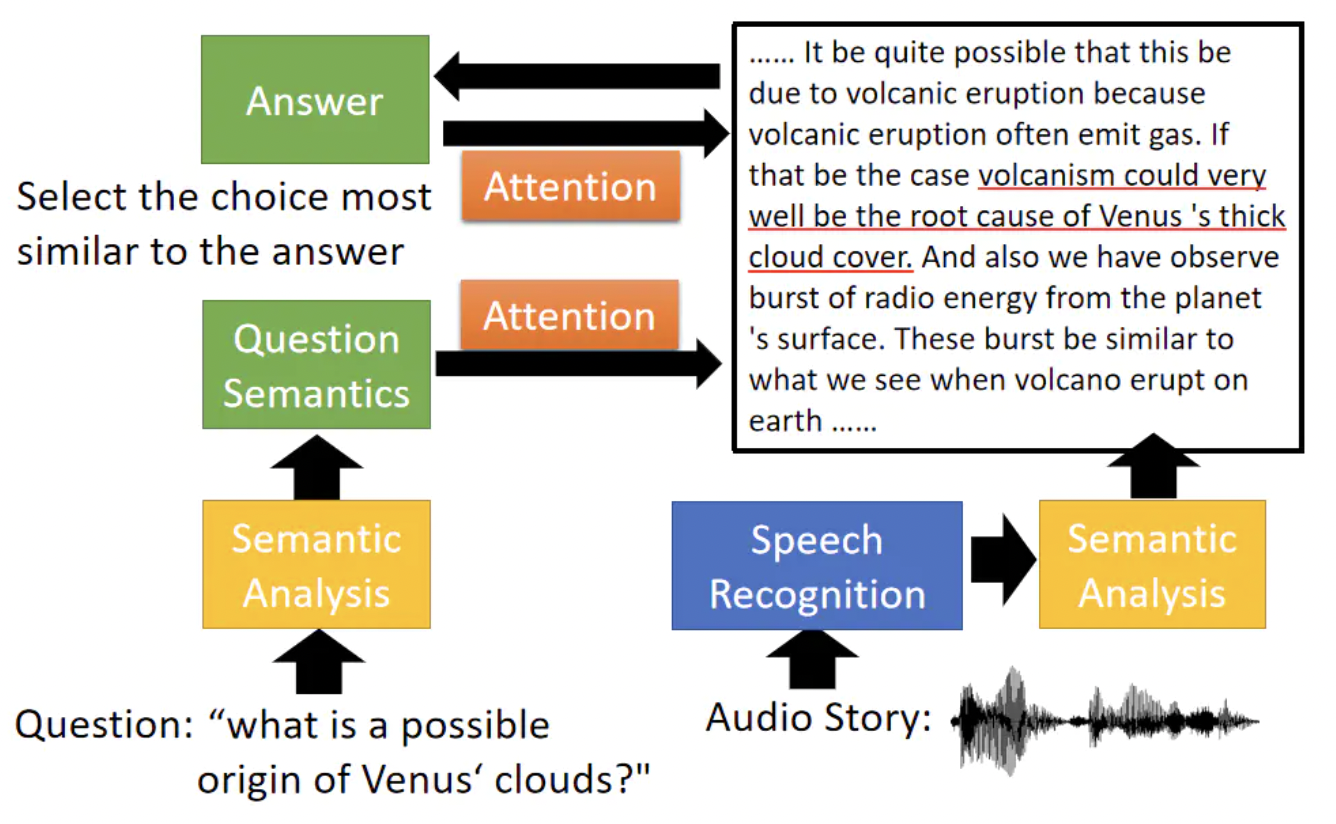 Answer
Select the choice most
similar to the answer
Attention
Attention
Question
Semantics
Semantic
Analysis
Question: “what is a possible
origin of Venus‘ clouds?"
...... It be quite possible that this be
due to volcanic eruption because
volcanic eruption often emit gas. If
that be the case volcanism could very
well be the root cause of Venus 's thick
cloud cover. And also we have observe
burst of radio energy from the planet
's surface. These burst be similar to
what we see when volcano erupt on
earth ......
Speech
Recognition
Semantic
Analysis
Audio Story: